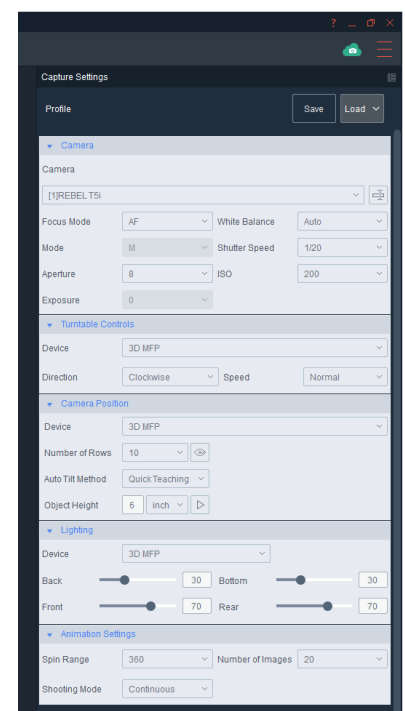 Capture Settings
Profile Save Load
Camera
Camera
[1]REBEL T5i
Focus Mode AF White Balance Auto
Mode M Shutter Speed 1/20
Aperture 8 ISO 200
Exposure 0
Turntable Controls
Device 3D MFP
Direction Clockwise Speed Normal
Camera Position
Device 3D MFP
Number of Rows 10
Auto Tilt Method Quick Teaching
Object Height 6 inch
Lighting
Device 3D MFP
Back 30 Bottom 30
Front 70 Rear 70
Animation Settings
Spin Range 360 Number of Images 20
Shooting Mode Continuous